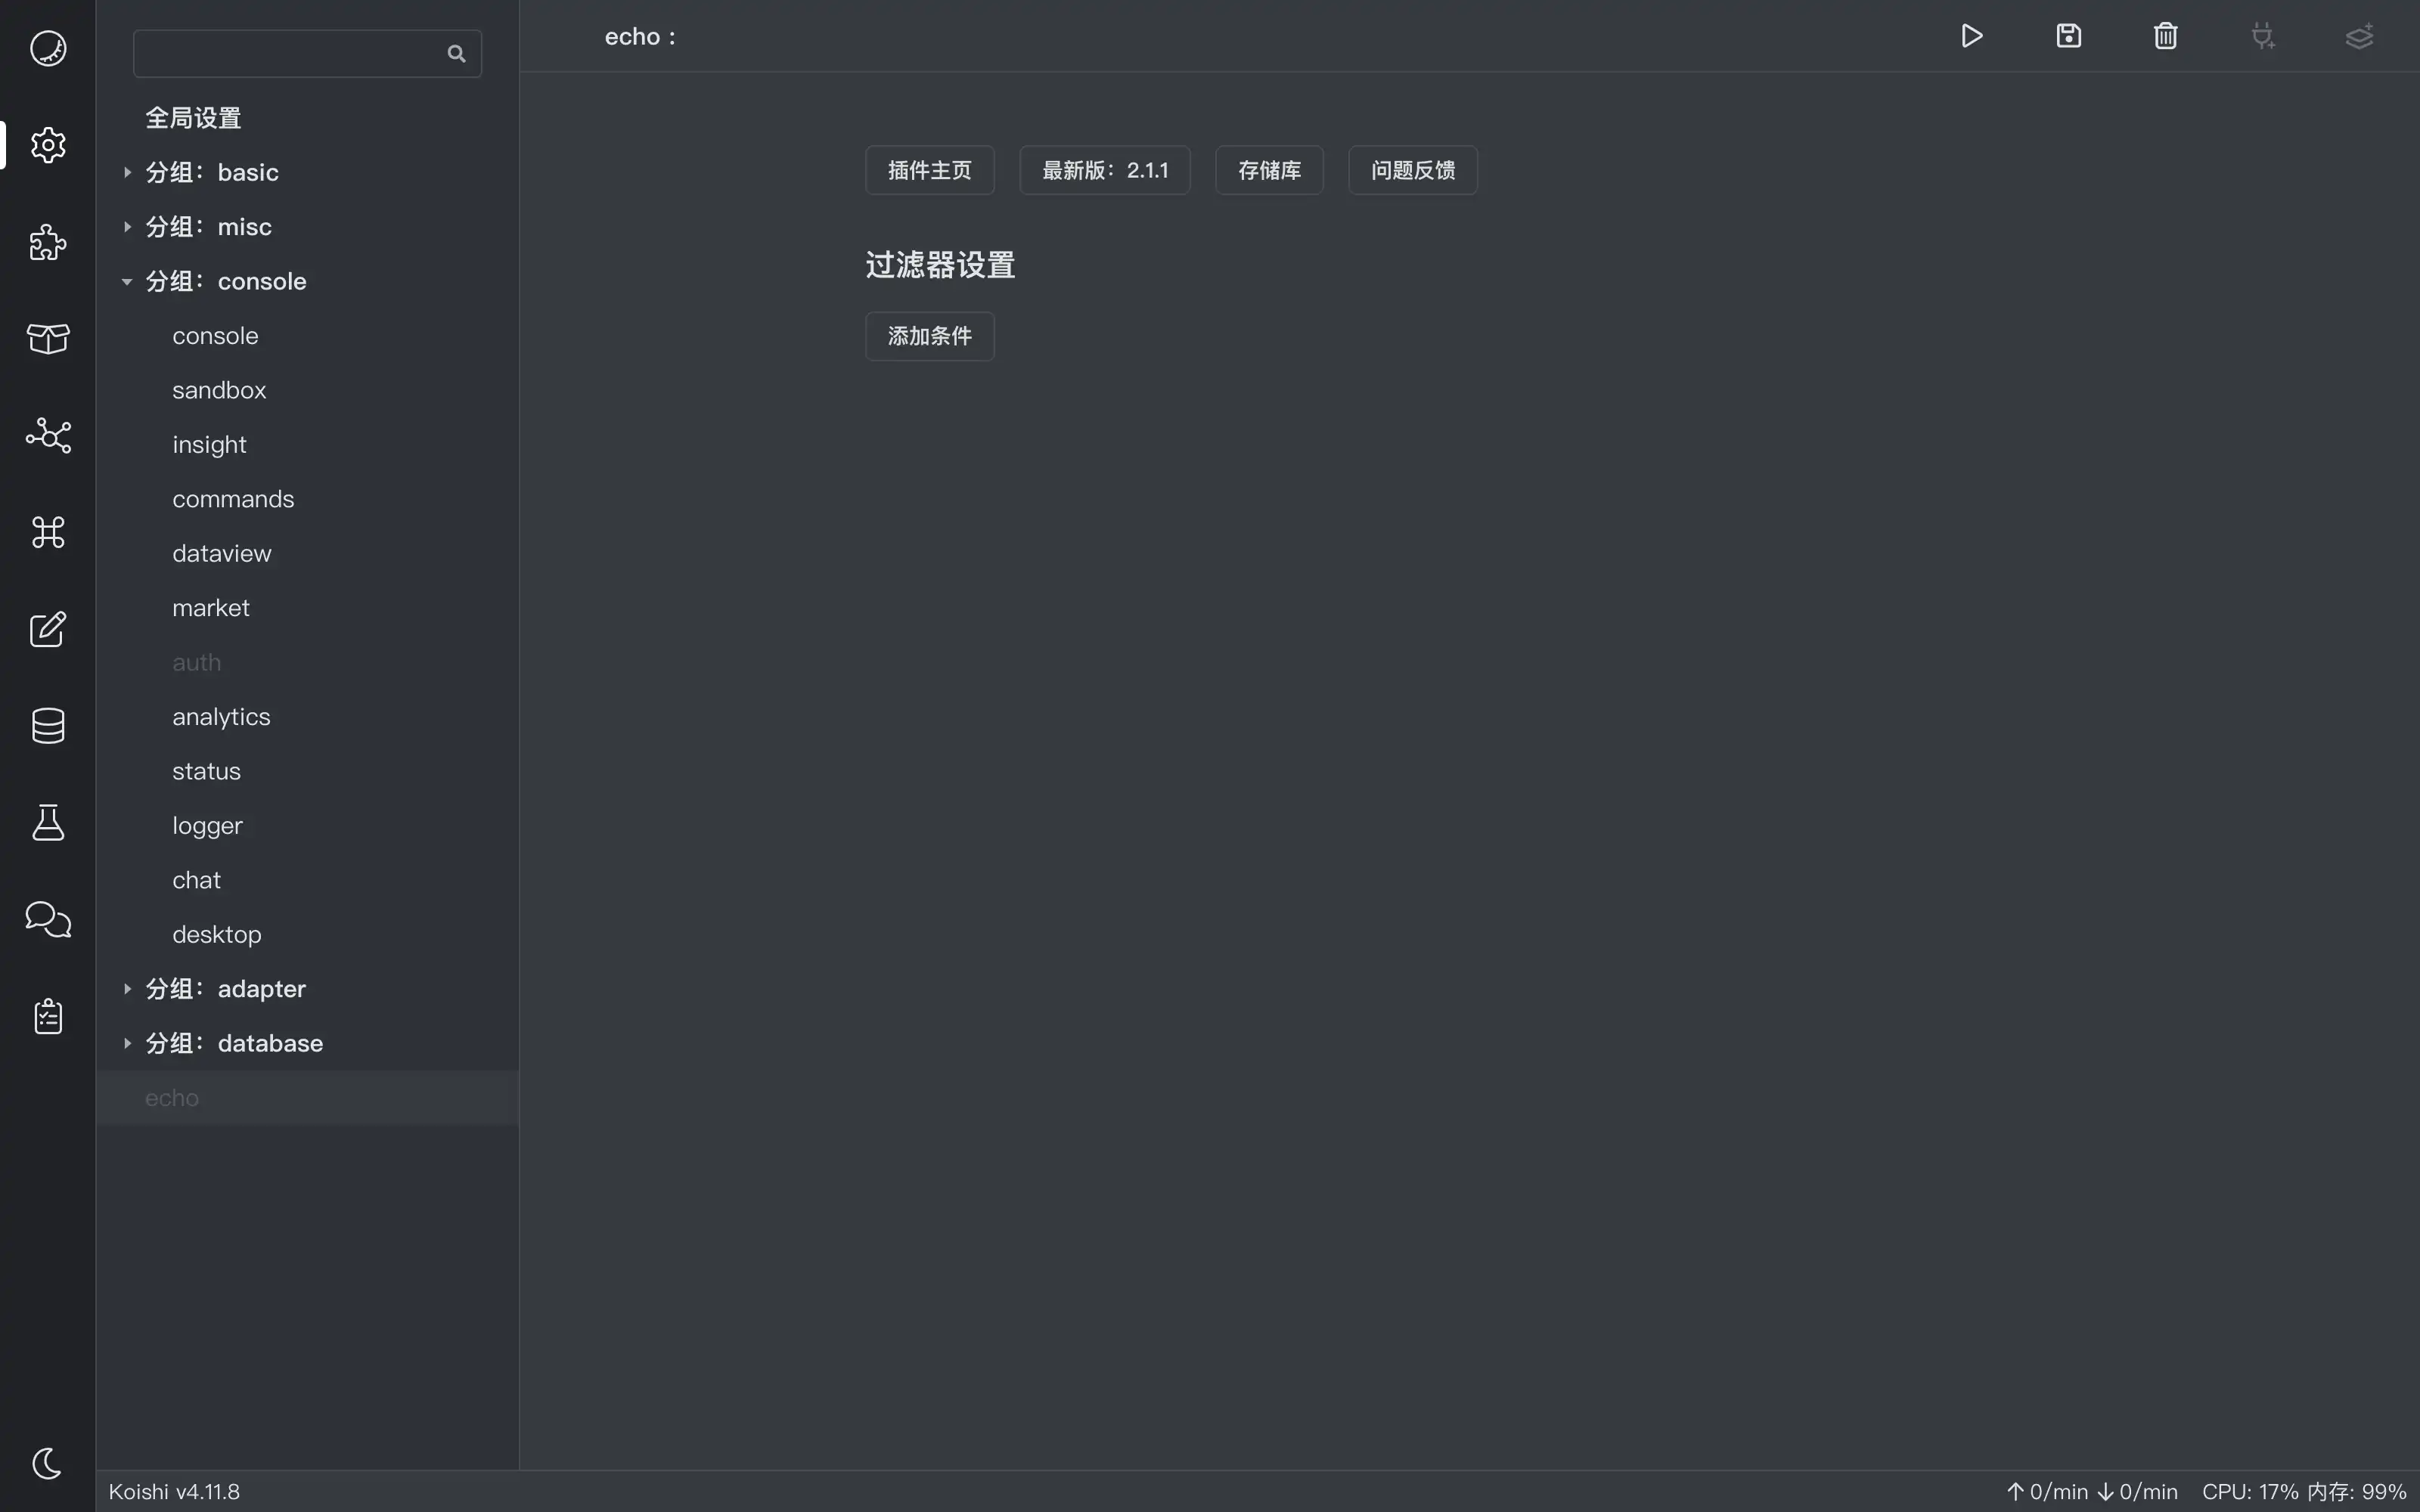 全局设置
分组：basic
分组：misc
分组：console
console
sandbox
insight
commands
dataview
market
auth
analytics
status
logger
chat
desktop
分组：adapter
分组：database
echo
echo :
插件主页
最新版：2.1.1
存储库
问题反馈
过滤器设置
添加条件
Koishi v4.11.8
↑ 0/min ↓ 0/min CPU: 17% 内存: 99%